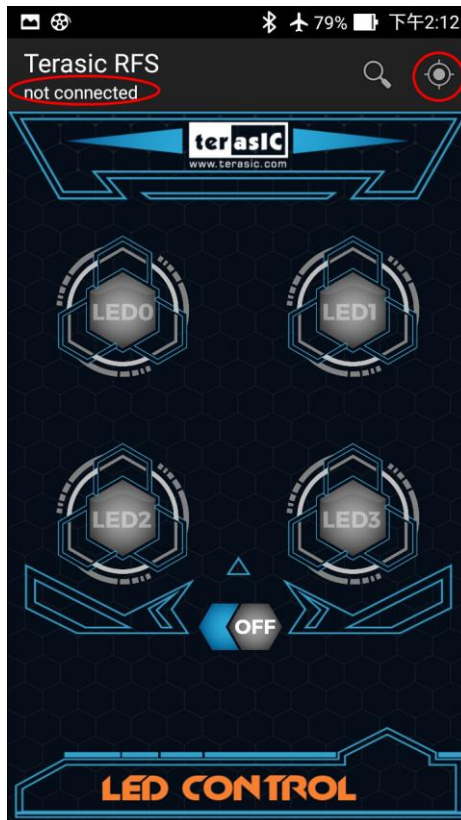 79% 下午2:12
Terasic RFS
not connected
terasIC
www.terasic.com
LED0 LED1
LED2 LED3
OFF
LED CONTROL